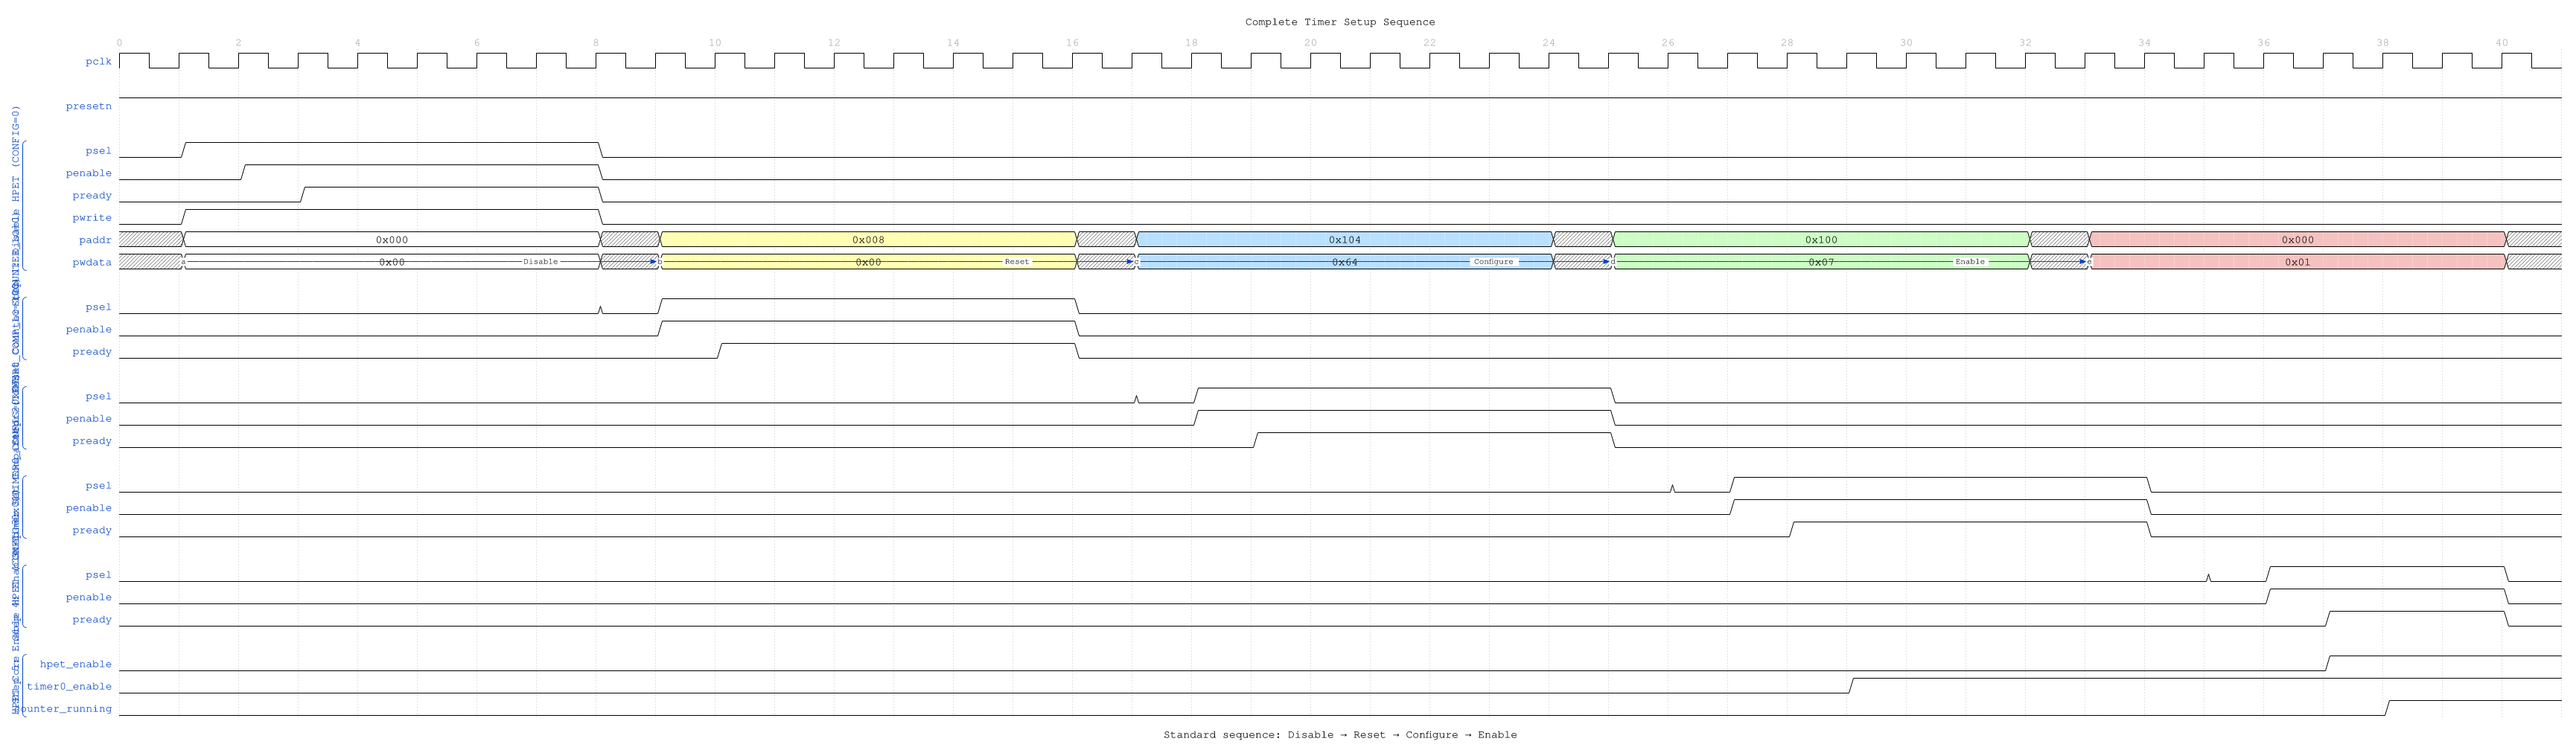 Complete Timer Setup Sequence
0 2 4 6 8 10 12 14 16 18 20 22 24 26 28 30 32 34 36 38 40
pclk
presetn
psel
penable
pready
pwrite
paddr 0x000 0x008 0x104 0x100 0x000
pwdata a 0x00 Disable b 0x00 Reset c 0x64 Configure d 0x07 Enable e 0x01
psel
penable
pready
psel
penable
pready
psel
penable
pready
psel
penable
pready
hpet_enable
timer0_enable
counter_running
HPET (CONFIG=0)
Standard sequence: Disable → Reset → Configure → Enable